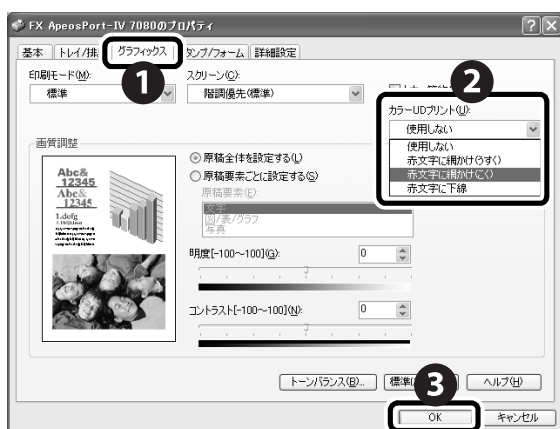 FX ApeosPort-IV 7080のプロパティ
基本 トレイ/排 グラフィックス タンプ/フォーム 詳細設定
1
2
印刷モード(M):
標準
スクリーン(C):
階調優先(標準)
カラーUDプリント(U):
使用しない
使用しない
赤文字に網かけ(うすく)
赤文字に網かけ(こく)
赤文字に下線
画質調整
Abc&
12345
Abc&
12345
1.defg
原稿全体を設定する(L)
原稿要素ごとに設定する(S)
原稿要素(E):
文字
図/表/グラフ
写真
明度[-100～100](G): 0
コントラスト[-100～100](N): 0
トーンバランス(B)... 標準 ヘルプ(H)
3
OK キャンセル